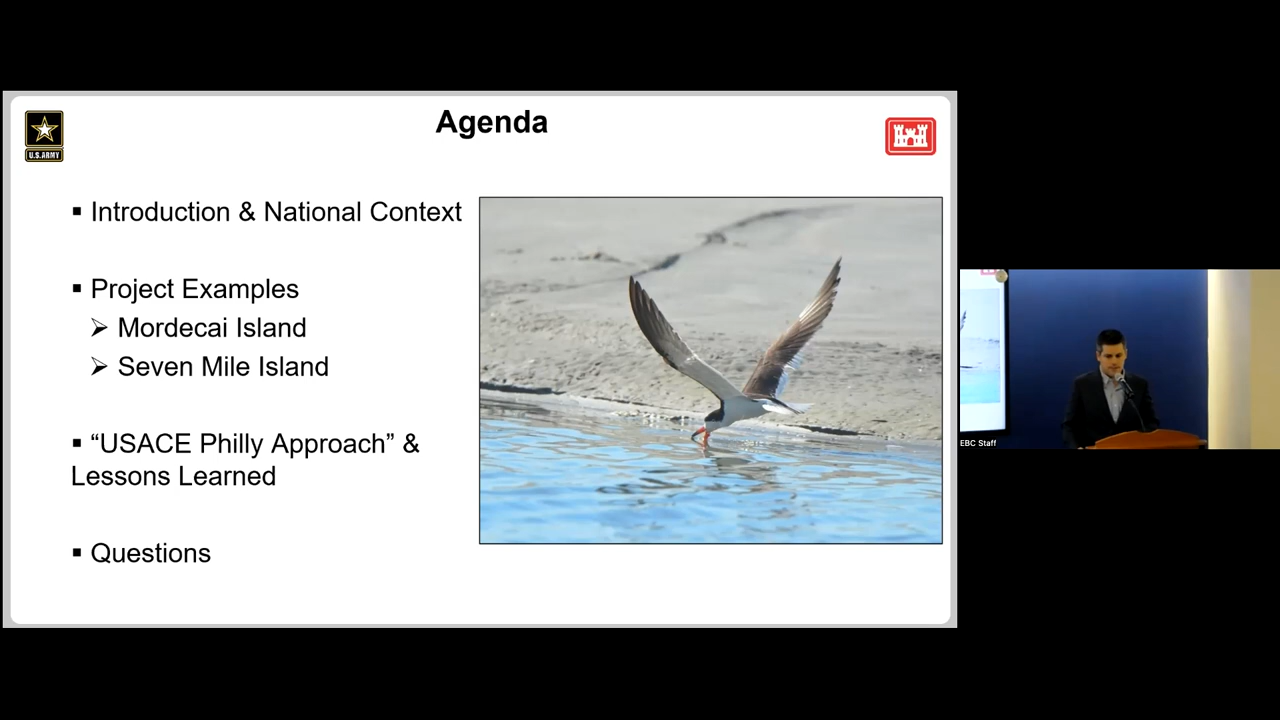 Agenda
U.S.ARMY
▪ Introduction & National Context
▪ Project Examples
➢ Mordecai Island
➢ Seven Mile Island
▪ “USACE Philly Approach” &
Lessons Learned
▪ Questions
EBC Staff